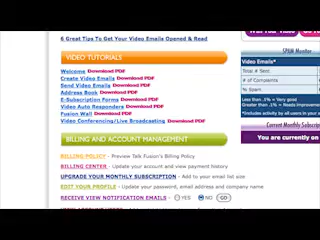 6 Great Tips To Get Your Video Emails Opened & Read
VIDEO TUTORIALS
Welcome Download PDF
Create Video Emails Download PDF
Send Video Emails Download PDF
Address Book Download PDF
E-Subscription Forms Download PDF
Video Auto Responders Download PDF
Fusion Wall Download PDF
Video Conferencing/Live Broadcasting Download PDF
BILLING AND ACCOUNT MANAGEMENT
BILLING POLICY - Preview Talk Fusion's Billing Policy
BILLING CENTER - Update your account and view payment history
UPGRADE YOUR MONTHLY SUBSCRIPTION - Add to your email list size
EDIT YOUR PROFILE - Update your password, email address and company name
RECEIVE VIEW NOTIFICATION EMAILS YES NO GO
SPAM Monitor
Video Emails*
Total # Sent
# of Complaints
% Spam
Less than .1% = Very good
Greater than .1% = Needs Improvement
*includes activity by all users in your
Current Monthly Subscrip
You are currently on